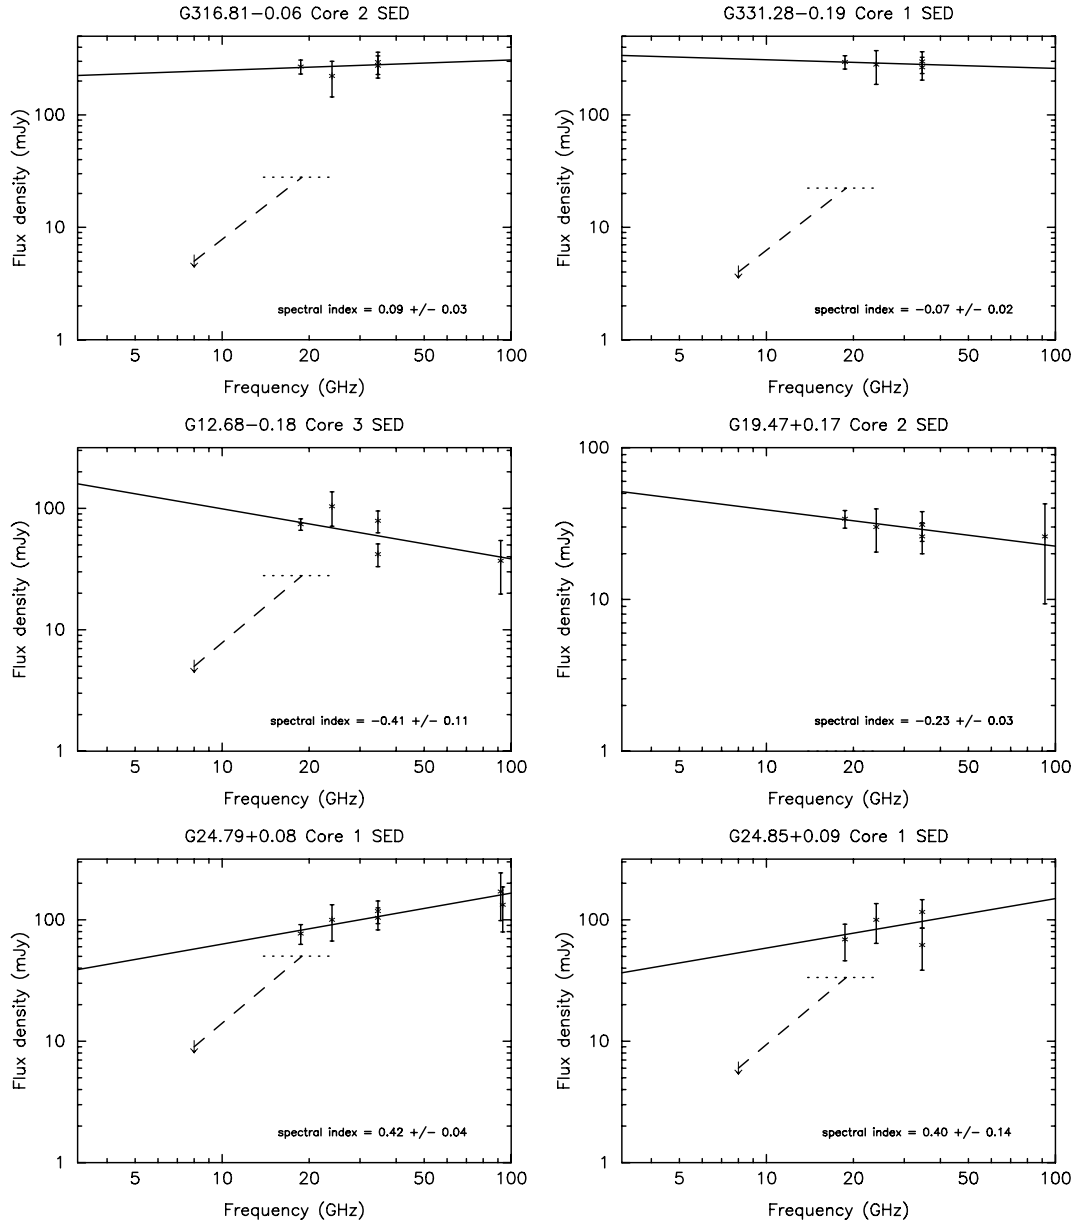 G316.81−0.06 Core 2 SED
Flux density (mJy)
100
10
1
spectral index = 0.09 +/− 0.03
5 10 20 50 100
Frequency (GHz)
G331.28−0.19 Core 1 SED
Flux density (mJy)
100
10
1
spectral index = −0.07 +/− 0.02
5 10 20 50 100
Frequency (GHz)
G12.68−0.18 Core 3 SED
Flux density (mJy)
100
10
1
spectral index = −0.41 +/− 0.11
5 10 20 50 100
Frequency (GHz)
G19.47+0.17 Core 2 SED
Flux density (mJy)
100
10
1
spectral index = −0.23 +/− 0.03
5 10 20 50 100
Frequency (GHz)
G24.79+0.08 Core 1 SED
Flux density (mJy)
100
10
1
spectral index = 0.42 +/− 0.04
5 10 20 50 100
Frequency (GHz)
G24.85+0.09 Core 1 SED
Flux density (mJy)
100
10
1
spectral index = 0.40 +/− 0.14
5 10 20 50 100
Frequency (GHz)